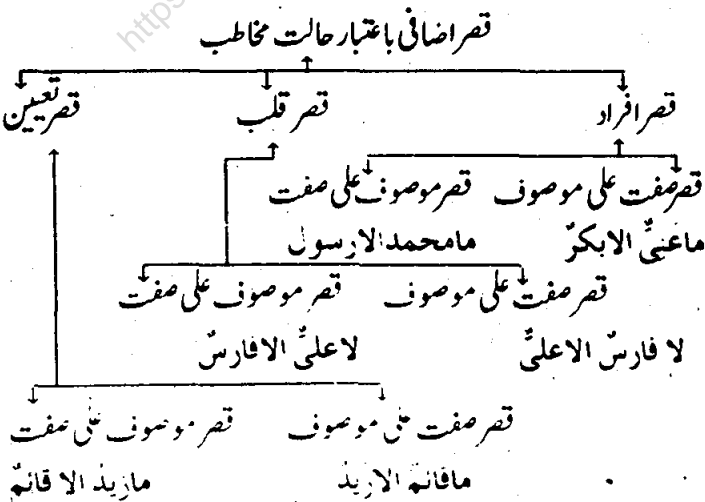 https
قصر اضافی باعتبار حالت مخاطب
قصر افراد قصر قلب قصر تعیین
قصر صفت علی موصوف قصر موصوف علی صفت
ماغنیٌّ الابکرٌ مامحمد الارسول
قصر صفت علی موصوف قصر موصوف علی صفت
لا فارسٌ الاعلیٌّ لاعلیٌّ الافارسٌ
قصر صفت علی موصوف قصر موصوف علی صفت
ماقائمٌ الازیدٌ مازیدٌ الا قائمٌ